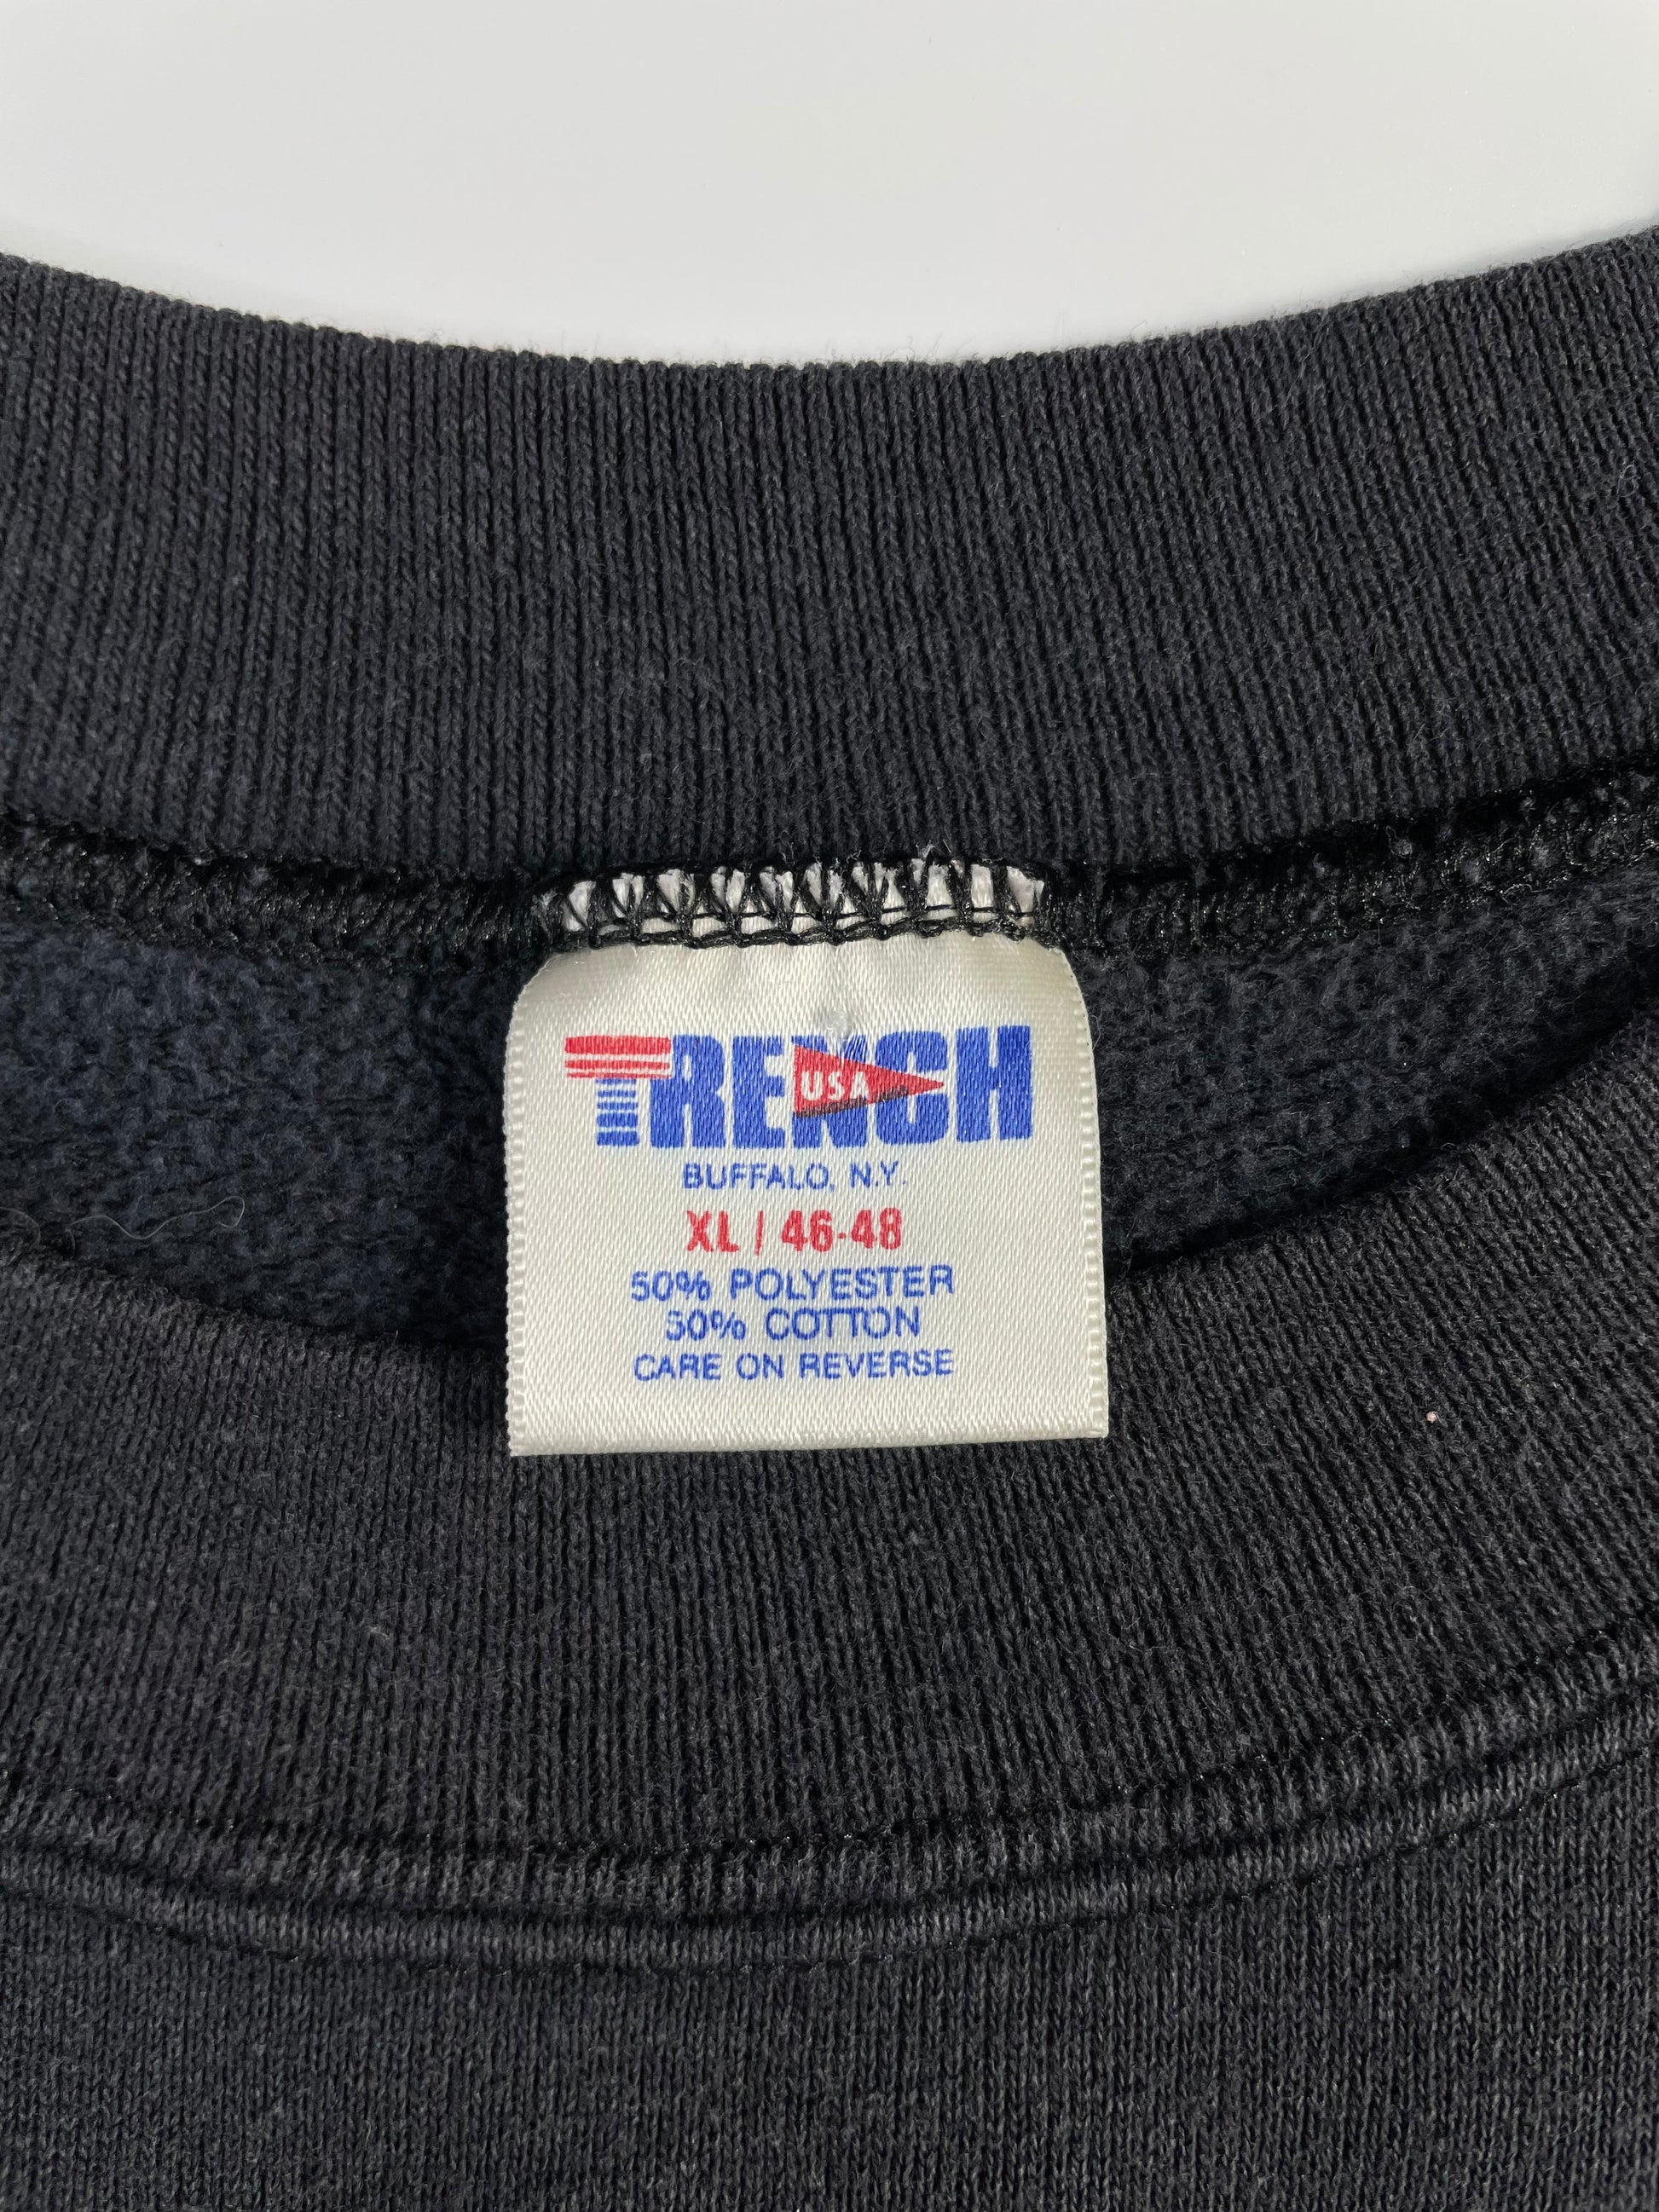 TRENCH
USA
BUFFALO, N.Y.
XL / 46-48
50% POLYESTER
50% COTTON
CARE ON REVERSE